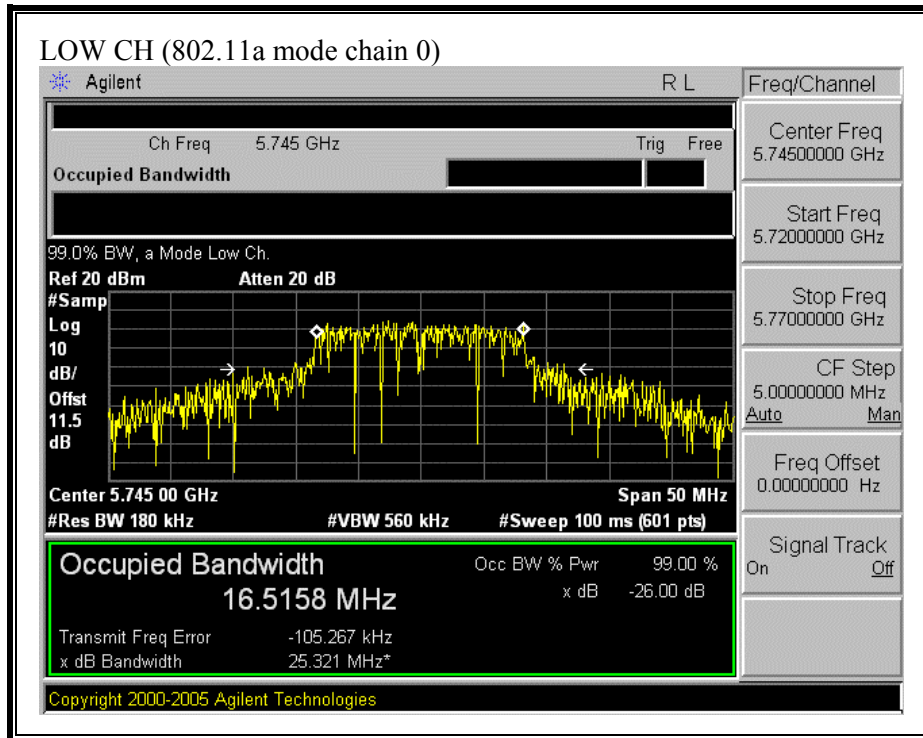 LOW CH (802.11a mode chain 0)
Agilent R L Freq/Channel
Ch Freq 5.745 GHz Trig Free
Occupied Bandwidth
Center Freq
5.74500000 GHz
Start Freq
5.72000000 GHz
Stop Freq
5.77000000 GHz
CF Step
5.00000000 MHz
Auto Man
Freq Offset
0.00000000 Hz
Signal Track
On Off
99.0% BW, a Mode Low Ch.
Ref 20 dBm Atten 20 dB
#Samp
Log
10
dB/
Offst
11.5
dB
Center 5.745 00 GHz Span 50 MHz
#Res BW 180 kHz #VBW 560 kHz #Sweep 100 ms (601 pts)
Occupied Bandwidth Occ BW % Pwr 99.00 %
16.5158 MHz x dB -26.00 dB
Transmit Freq Error -105.267 kHz
x dB Bandwidth 25.321 MHz*
Copyright 2000-2005 Agilent Technologies